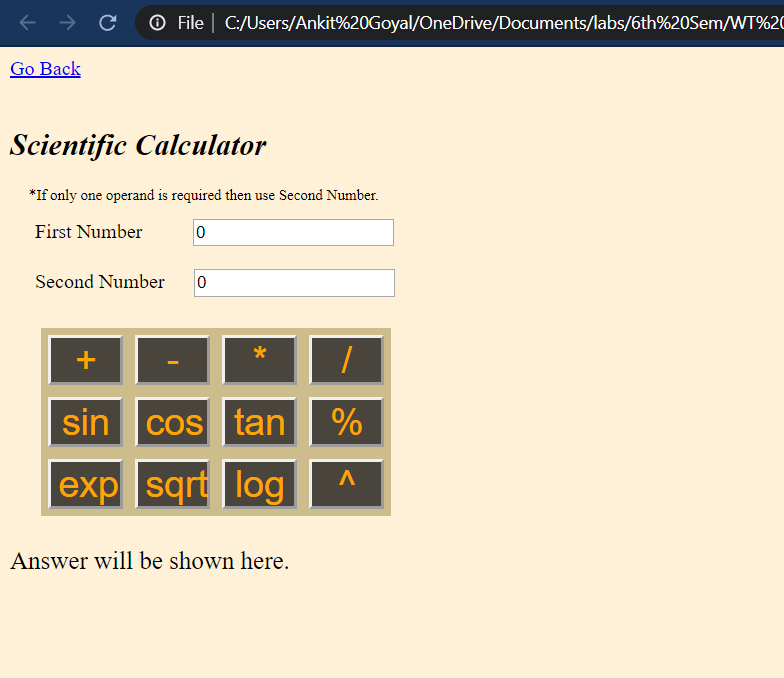 File C:/Users/Ankit%20Goyal/OneDrive/Documents/labs/6th%20Sem/WT%20
Go Back
Scientific Calculator
*If only one operand is required then use Second Number.
First Number 0
Second Number 0
+ - * /
sin cos tan %
exp sqrt log ^
Answer will be shown here.